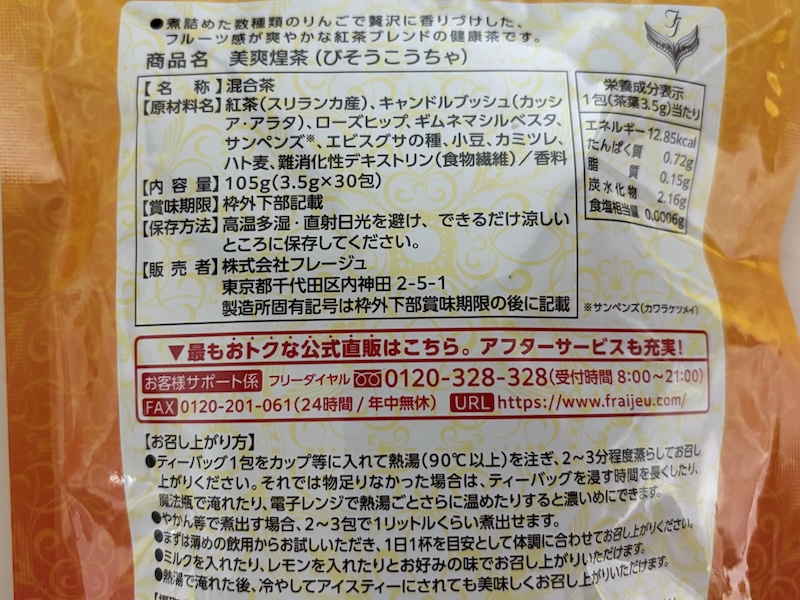 ●煮詰めた数種類のりんごで贅沢に香りづけした、
フルーツ感が爽やかな紅茶ブレンドの健康茶です。
商品名 美爽煌茶(びそうこうちゃ)
【名称】混合茶
【原材料名】紅茶(スリランカ産)、キャンドルブッシュ(カッシ
ア・アラタ)、ローズヒップ、ギムネマシルベスタ、
サンペンズ※、エビスグサの種、小豆、カミツレ、
ハト麦、難消化性デキストリン(食物繊維)/香料
【内容量】105g(3.5g×30包)
【賞味期限】枠外下部記載
【保存方法】高温多湿・直射日光を避け、できるだけ涼しい
ところに保存してください。
【販売者】株式会社フレージュ
東京都千代田区内神田 2-5-1
製造所固有記号は枠外下部賞味期限の後に記載
栄養成分表示
1包(茶葉3.5g)当たり
エネルギー 12.85kcal
たんぱく質 0.72g
脂質 0.15g
炭水化物 2.16g
食塩相当量 0.0006g
※サンペンズ(カワラケツメイ)
▼最もおトクな公式直販はこちら。アフターサービスも充実!
お客様サポート係 フリーダイヤル 0120-328-328(受付時間 8:00〜21:00)
FAX 0120-201-061(24時間/年中無休) URL https://www.fraijeu.com/
【お召し上がり方】
●ティーバッグ1包をカップ等に入れて熱湯(90℃以上)を注ぎ、2〜3分程度蒸らしてお召し
上がりください。それでは物足りなかった場合は、ティーバッグを浸す時間を長くしたり、
魔法瓶で淹れたり、電子レンジで熱湯ごとさらに温めたりすると濃いめにできます。
●やかん等で煮出す場合、2〜3包で1リットルくらい煮出せます。
●まずは薄めの飲用からお試しいただき、1日1杯を目安として体調に合わせてお召し上がりください。
●ミルクを入れたり、レモンを入れたりとお好みの味でお召し上がりいただけます。
●熱湯で淹れた後、冷やしてアイスティーにされても美味しくお召し上がりいただけます。